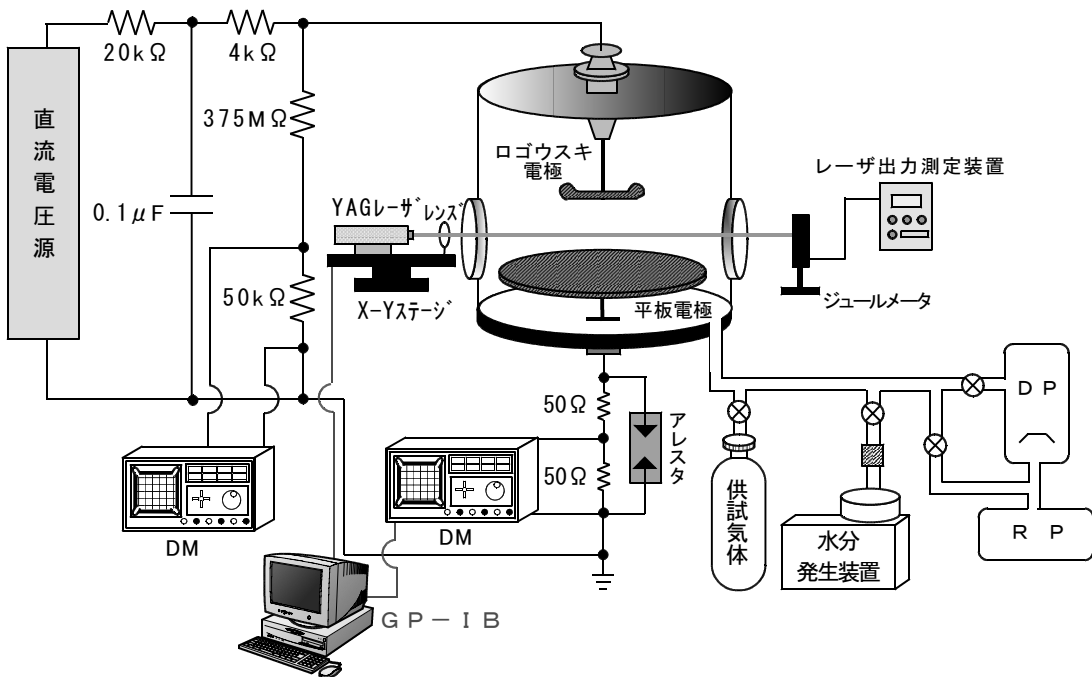 20kΩ
4kΩ
直流電圧源
375MΩ
0.1μF
50kΩ
ロゴウスキ
電極
YAGレーザ
レンズ
X-Yステージ
平板電極
レーザ出力測定装置
ジュールメータ
50Ω
50Ω
アレスタ
DM
DM
GP-IB
供試気体
水分
発生装置
DP
RP